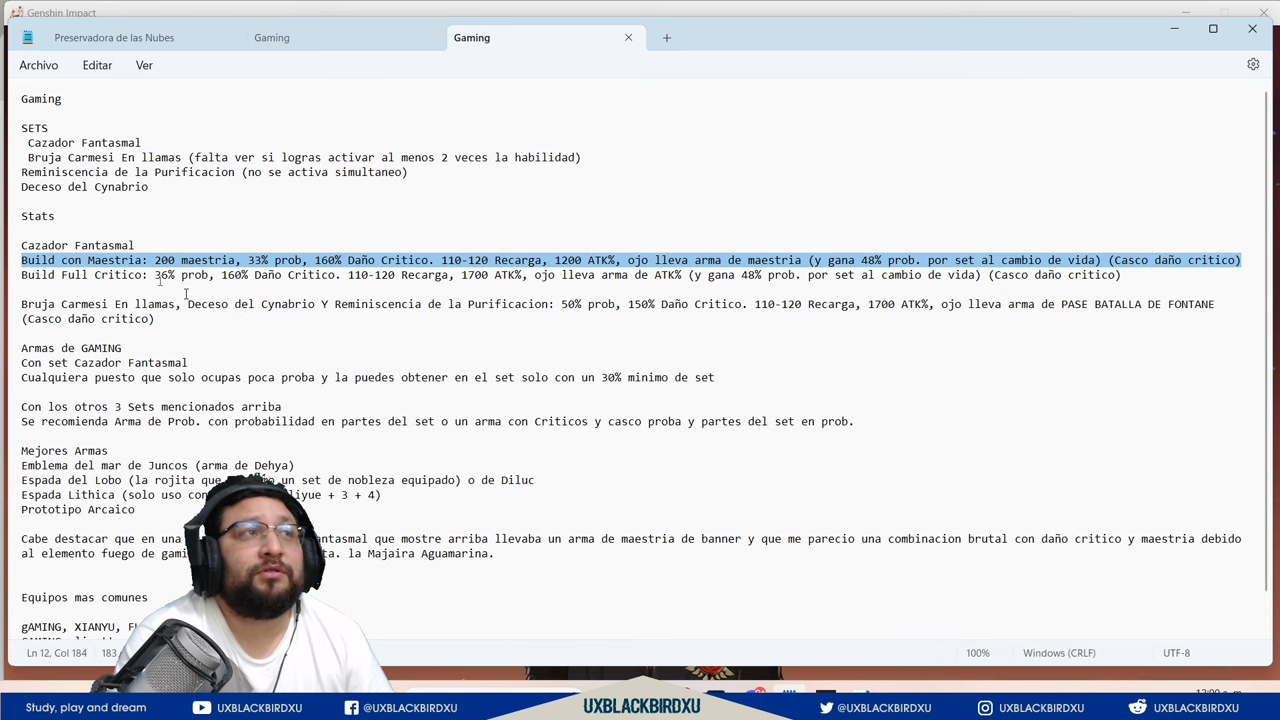 Genshin Impact
Preservadora de las Nubes
Gaming
Gaming
Archivo
Editar
Ver
Gaming
SETS
Cazador Fantasmal
Bruja Carmesi En llamas (falta ver si logras activar al menos 2 veces la habilidad)
Reminiscencia de la Purificacion (no se activa simultaneo)
Deceso del Cynabrio
Stats
Cazador Fantasmal
Build con Maestria: 200 maestria, 33% prob, 160% Daño Critico. 110-120 Recarga, 1200 ATK%, ojo lleva arma de maestria (y gana 48% prob. por set al cambio de vida) (Casco daño critico)
Build Full Critico: 36% prob, 160% Daño Critico. 110-120 Recarga, 1700 ATK%, ojo lleva arma de ATK% (y gana 48% prob. por set al cambio de vida) (Casco daño critico)
Bruja Carmesi En llamas, Deceso del Cynabrio Y Reminiscencia de la Purificacion: 50% prob, 150% Daño Critico. 110-120 Recarga, 1700 ATK%, ojo lleva arma de PASE BATALLA DE FONTANE
(Casco daño critico)
Armas de GAMING
Con set Cazador Fantasmal
Cualquiera puesto que solo ocupas poca proba y la puedes obtener en el set solo con un 30% minimo de set
Con los otros 3 Sets mencionados arriba
Se recomienda Arma de Prob. con probabilidad en partes del set o un arma con Criticos y casco proba y partes del set en prob.
Mejores Armas
Emblema del mar de Juncos (arma de Dehya)
Espada del Lobo (la rojita que un set de nobleza equipado) o de Diluc
Espada Lithica (solo uso con liyue + 3 + 4)
Prototipo Arcaico
Cabe destacar que en una antasmal que mostre arriba llevaba un arma de maestria de banner y que me parecio una combinacion brutal con daño critico y maestria debido
al elemento fuego de gami ta. la Majaira Aguamarina.
Equipos mas comunes
gAMING, XIANYU,
Ln 12, Col 184
183
100%
Windows (CRLF)
UTF-8
Study, play and dream
UXBLACKBIRDXU
@UXBLACKBIRDXU
UXBLACKBIRDXU
@UXBLACKBIRDXU
UXBLACKBIRDXU
UXBLACKBIRDXU